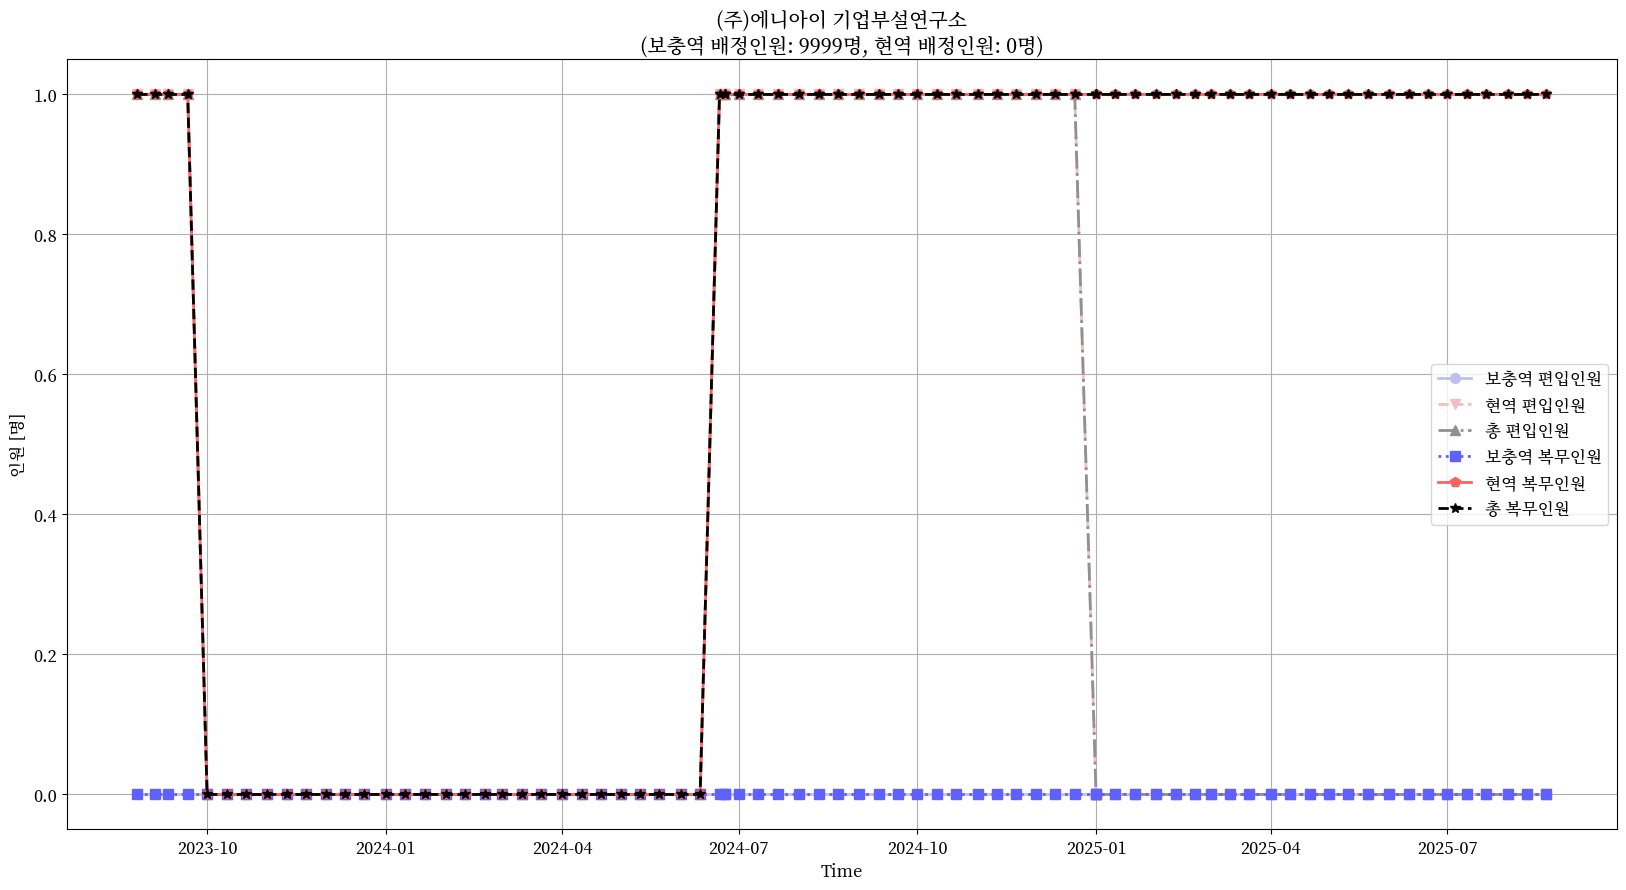 (주)에니아이 기업부설연구소
(보충역 배정인원: 9999명, 현역 배정인원: 0명)
1.0
0.8
0.6
0.4
0.2
0.0
인원 [명]
보충역 편입인원
현역 편입인원
총 편입인원
보충역 복무인원
현역 복무인원
총 복무인원
2023-10
2024-01
2024-04
2024-07
2024-10
2025-01
2025-04
2025-07
Time